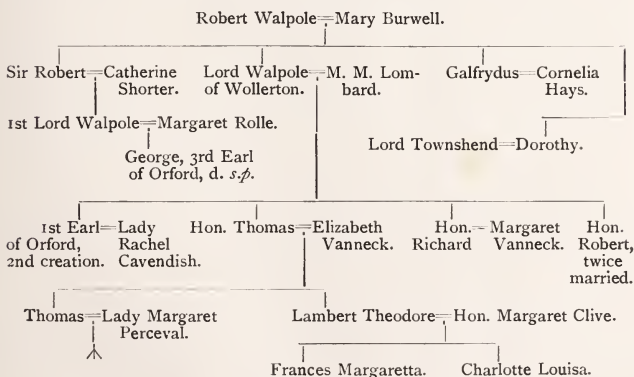 Robert Walpole=Mary Burwell.
Sir Robert=Catherine Shorter.
Lord Walpole of Wollerton.=M. M. Lombard.
Galfrydus=Cornelia Hays.
1st Lord Walpole=Margaret Rolle.
Lord Townshend=Dorothy.
George, 3rd Earl
of Orford, d. s.p.
1st Earl of Orford, 2nd creation.=Lady Rachel Cavendish.
Hon. Thomas=Elizabeth Vanneck.
Hon. Richard=Margaret Vanneck.
Hon. Robert, twice married.
Thomas=Lady Margaret Perceval.
Lambert Theodore=Hon. Margaret Clive.
Frances Margaretta.
Charlotte Louisa.